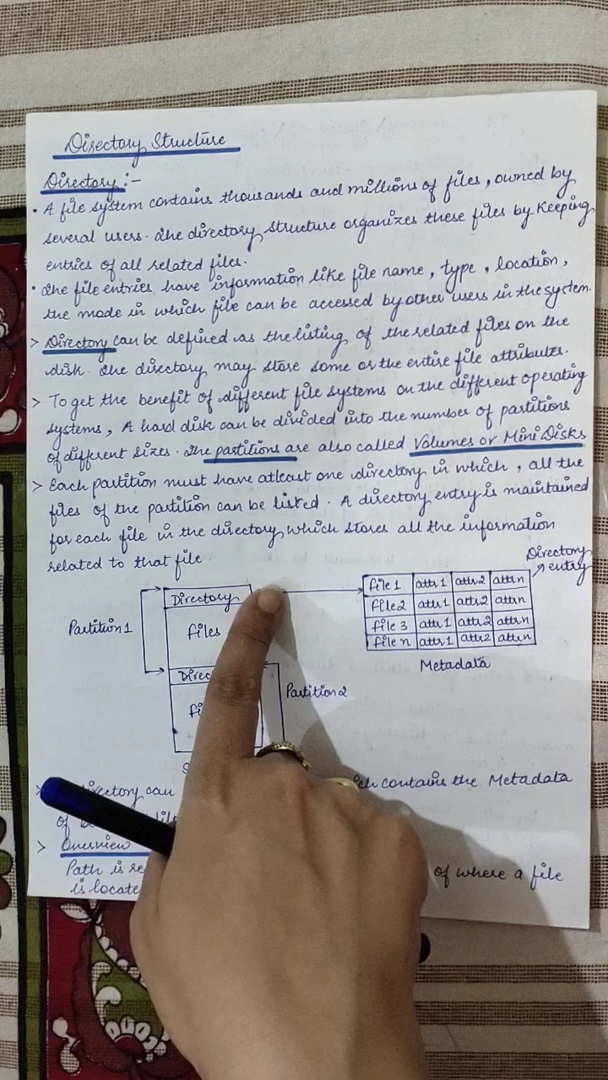 Directory Structure
Directory :-
• A file system contains thousands and millions of files, owned by
several users. The directory structure organizes these files by keeping
entries of all related files.
• The file entries have information like file name, type, location,
the mode in which file can be accessed by other users in the system.
> Directory can be defined as the listing of the related files on the
disk. The directory may store some or the entire file attributes.
> To get the benefit of different file systems on the different operating
systems, A hard disk can be divided into the number of partitions
of different sizes. The partitions are also called Volumes or Mini Disks
> Each partition must have atleast one directory in which, all the
files of the partition can be listed. A directory entry is maintained
for each file in the directory, which stores all the information
related to that file.
Directory
entry
Partition 1
Directory
Files
Partition 2
file 1 attr 1 attr 2 attr n
file 2 attr 1 attr 2 attr n
file 3 attr 1 attr 2 attr n
file n attr 1 attr 2 attr n
Metadata
directory can contains the Metadata
of
> Overview
Path is of where a file
is